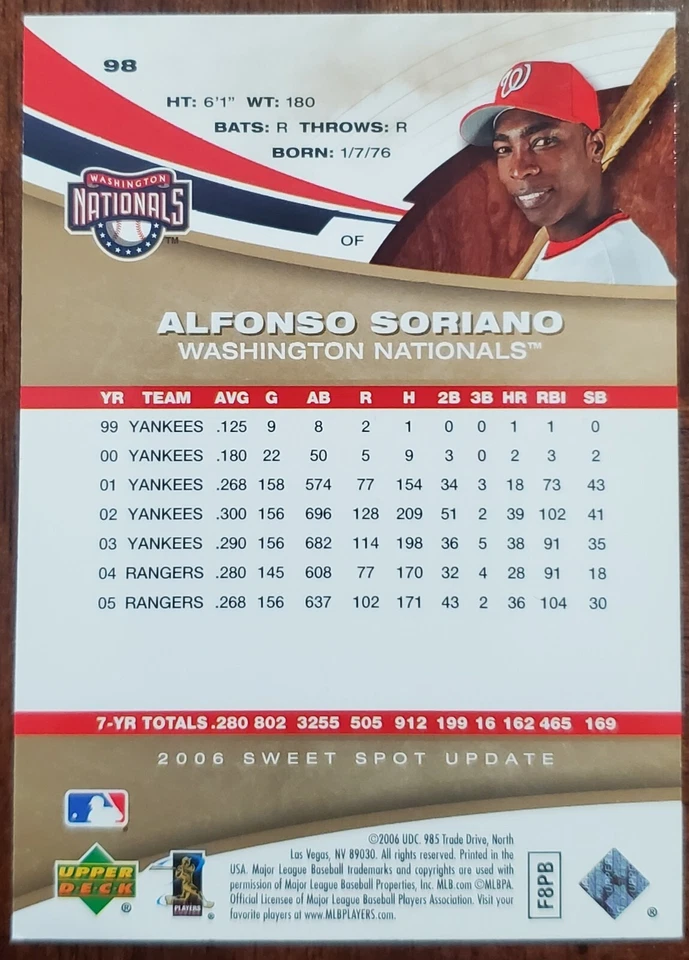 98
HT: 6'1" WT: 180
BATS: R THROWS: R
BORN: 1/7/76
W
WASHINGTON
NATIONALS™
OF
ALFONSO SORIANO
WASHINGTON NATIONALS™
YR TEAM AVG G AB R H 2B 3B HR RBI SB
99 YANKEES .125 9 8 2 1 0 0 1 1 0
00 YANKEES .180 22 50 5 9 3 0 2 3 2
01 YANKEES .268 158 574 77 154 34 3 18 73 43
02 YANKEES .300 156 696 128 209 51 2 39 102 41
03 YANKEES .290 156 682 114 198 36 5 38 91 35
04 RANGERS .280 145 608 77 170 32 4 28 91 18
05 RANGERS .268 156 637 102 171 43 2 36 104 30
7-YR TOTALS .280 802 3255 505 912 199 16 162 465 169
2006 SWEET SPOT UPDATE
©2006 UDC. 985 Trade Drive, North
Las Vegas, NV 89030. All rights reserved. Printed in the
USA. Major League Baseball trademarks and copyrights are used with
permission of Major League Baseball Properties, Inc. MLB.com ©MLBPA.
Official Licensee of Major League Baseball Players Association. Visit your
favorite players at www.MLBPLAYERS.com.
UPPER
DECK
®
PLAYERS
®
F8PB
®